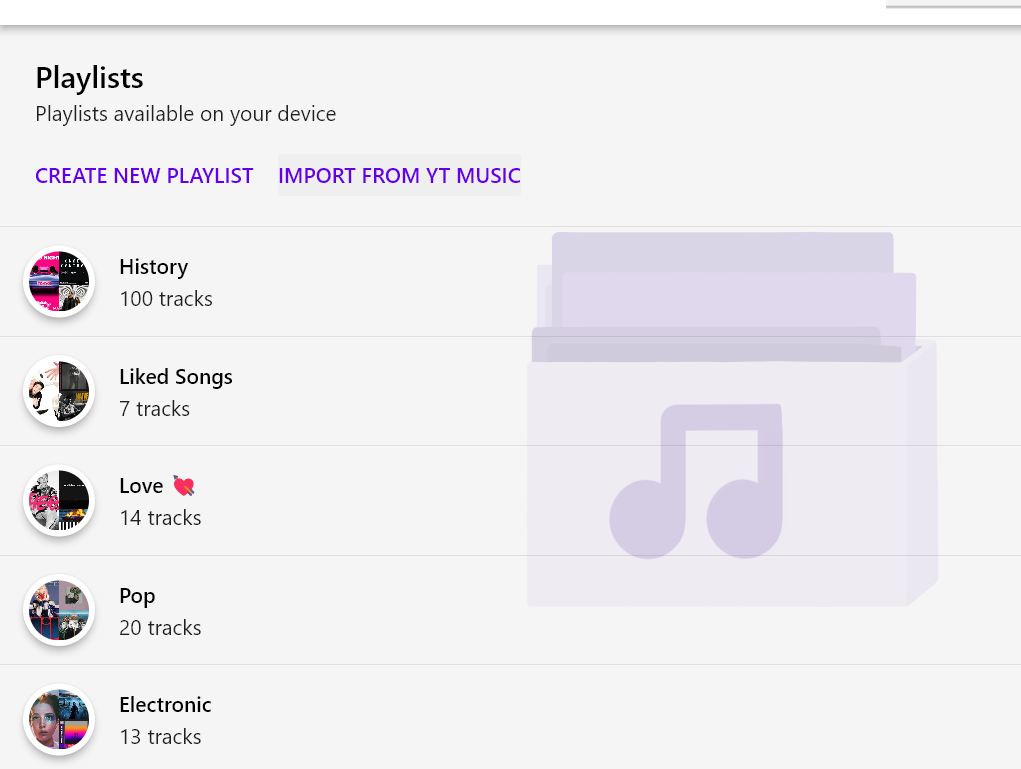 Playlists
Playlists available on your device
CREATE NEW PLAYLIST IMPORT FROM YT MUSIC
History
100 tracks
Liked Songs
7 tracks
Love 💘
14 tracks
Pop
20 tracks
Electronic
13 tracks